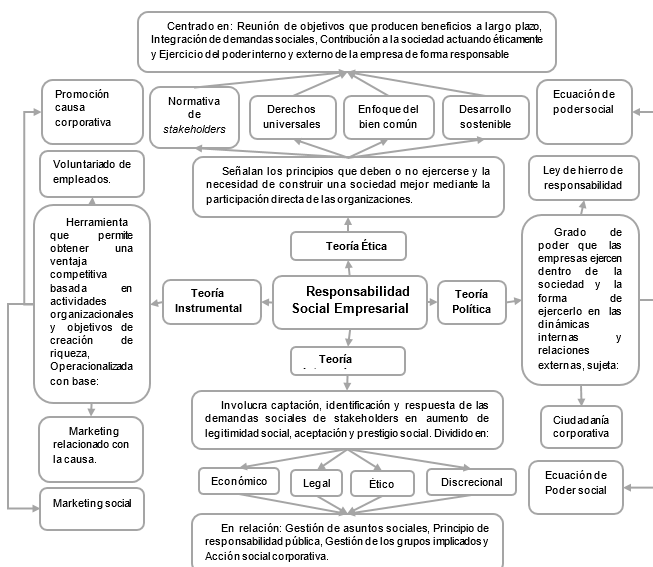 Centrado en: Reunión de objetivos que producen beneficios a largo plazo,
Integración de demandas sociales, Contribución a la sociedad actuando éticamente
y Ejercicio del poder interno y externo de la empresa de forma responsable
Promoción
causa
corporativa
Normativa
de
stakeholders
Derechos
universales
Enfoque del
bien común
Desarrollo
sostenible
Ecuación
de
poder social
Voluntariado de
empleados.
Señalan los principios que deben o no ejercerse y la
necesidad de construir una sociedad mejor mediante la
participación directa de las organizaciones.
Ley de hierro de
responsabilidad
Herramienta
que permite
obtener una
ventaja
competitiva
basada en
actividades
organizacionales
y objetivos de
creación de
riqueza,
Operacionalizada
con base:
Teoría Ética
Teoría
Instrumental
Responsabilidad
Social Empresarial
Teoría
Política
Grado de
poder que las
empresas ejercen
dentro de la
sociedad y la
forma de
ejercerlo en las
dinámicas
internas y
relaciones
externas, sujeta:
Teoría
Involucra captación, identificación y respuesta de las
demandas sociales de stakeholders en aumento de
legitimidad social, aceptación y prestigio social. Dividido en:
Marketing
relacionado con
la causa.
Ciudadanía
corporativa
Económico
Legal
Ético
Discrecional
Marketing social
Ecuación de
Poder social
En relación: Gestión de asuntos sociales, Principio de
responsabilidad pública, Gestión de los grupos implicados y
Acción social corporativa.